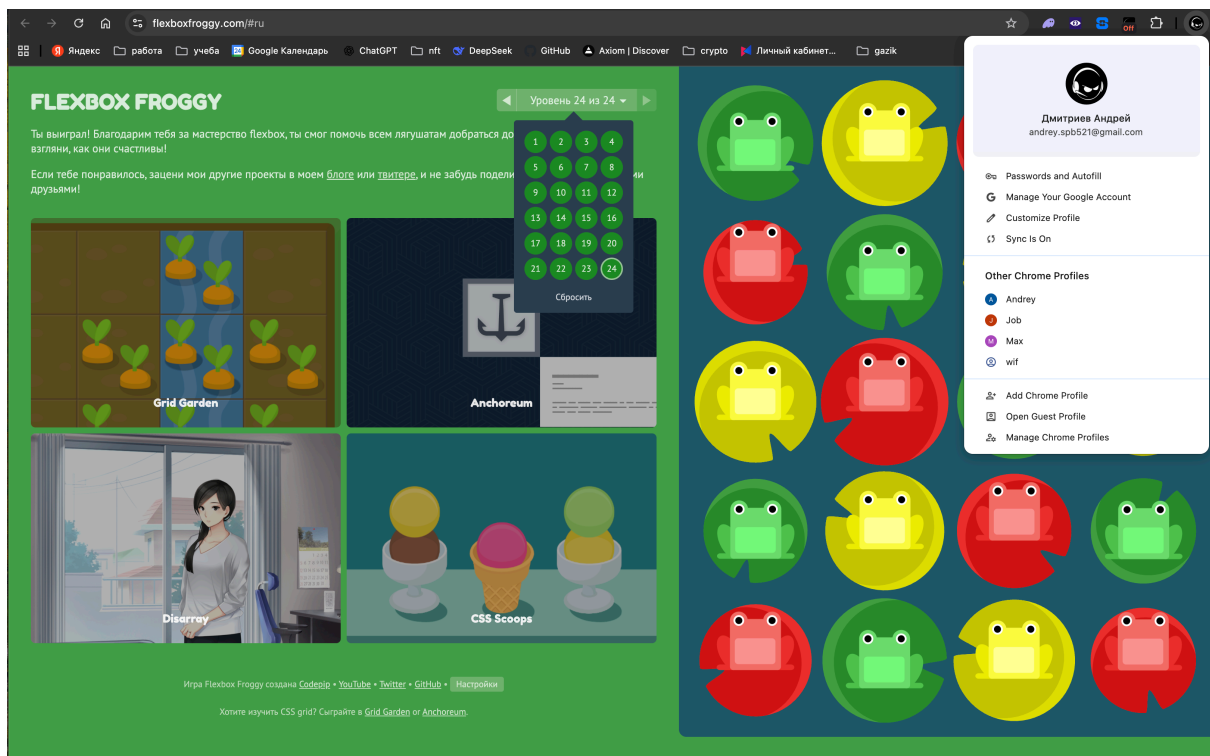 flexboxfroggy.com/#ru
off
Яндекс
работа
учеба
Google Календарь
ChatGPT
nft
DeepSeek
GitHub
Axiom | Discover
crypto
Личный кабинет...
gazik
FLEXBOX FROGGY
Уровень 24 из 24
Ты выиграл! Благодарим тебя за мастерство flexbox, ты смог помочь всем лягушатам добраться до
взгляни, как они счастливы!
Если тебе понравилось, зацени мои другие проекты в моем блоге или твитере, и не забудь подели
ми
друзьями!
1 2 3 4
5 6 7 8
9 10 11 12
13 14 15 16
17 18 19 20
21 22 23 24
Сбросить
Grid Garden
Anchoreum
Disarray
CSS Scoops
Игра Flexbox Froggy создана Codepip • YouTube • Twitter • GitHub • Настройки
Хотите изучить CSS grid? Сыграйте в Grid Garden or Anchoreum.
Дмитриев Андрей
andrey.spb521@gmail.com
Passwords and Autofill
Manage Your Google Account
Customize Profile
Sync Is On
Other Chrome Profiles
A Andrey
J Job
M Max
wif
Add Chrome Profile
Open Guest Profile
Manage Chrome Profiles